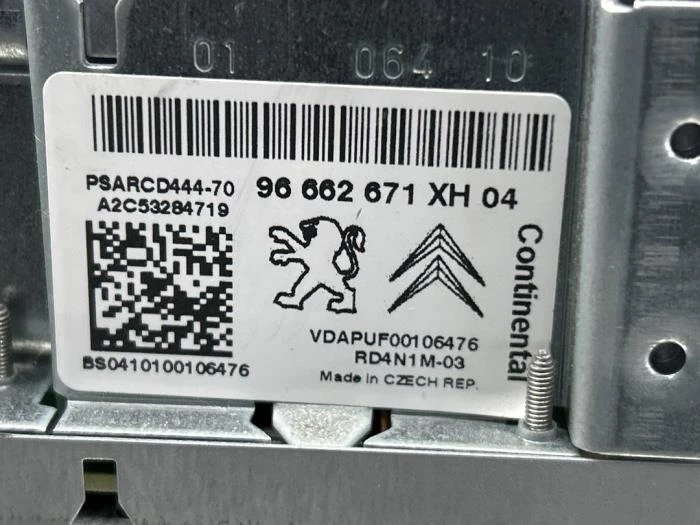 01 064 10
PSARCD444-70
A2C53284719
96 662 671 XH 04
Continental
VDAPUF00106476
RD4N1M-03
BS0410100106476
Made in CZECH REP.